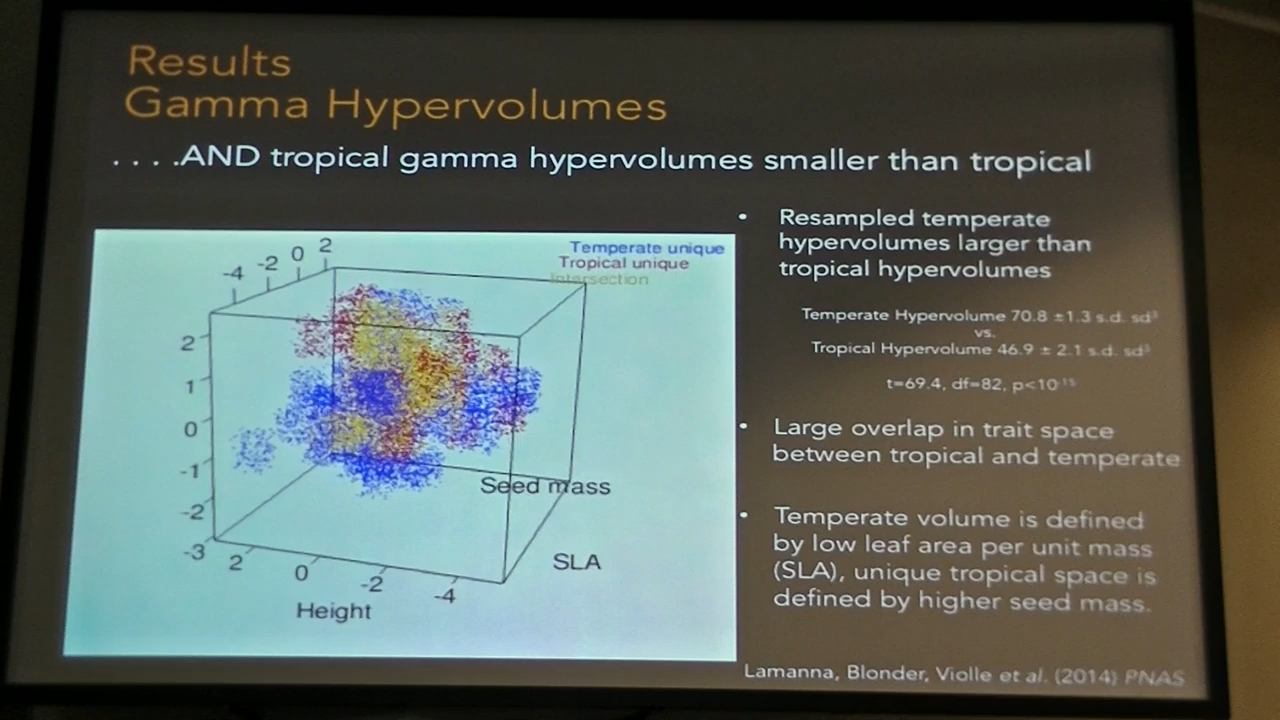 Results
Gamma Hypervolumes
. . . .AND tropical gamma hypervolumes smaller than tropical
Temperate unique
Tropical unique
Intersection
-4 -2 0 2
2
1
0
-1
-2
-3
2 0 -2 -4
Height
Seed mass
SLA
• Resampled temperate
hypervolumes larger than
tropical hypervolumes
Temperate Hypervolume 70.8 ±1.3 s.d. sd³
vs.
Tropical Hypervolume 46.9 ± 2.1 s.d. sd³
t=69.4, df=82, p<10⁻¹⁵
• Large overlap in trait space
between tropical and temperate
• Temperate volume is defined
by low leaf area per unit mass
(SLA), unique tropical space is
defined by higher seed mass.
Lamanna, Blonder, Violle et al. (2014) PNAS